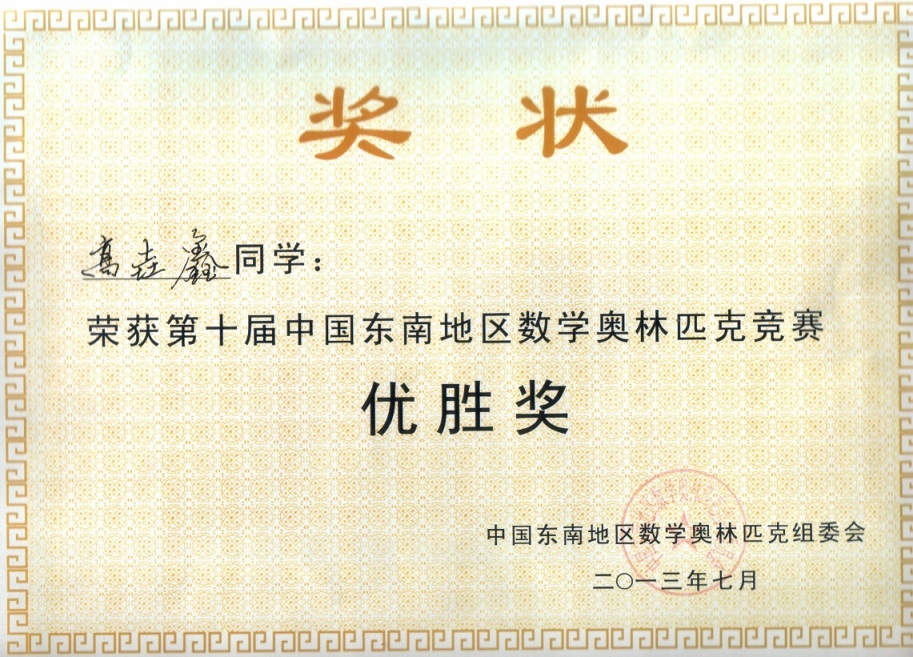 奖状
高垚鑫同学：
荣获第十届中国东南地区数学奥林匹克竞赛
优胜奖
中国东南地区数学奥林匹克组委会
二〇一三年七月